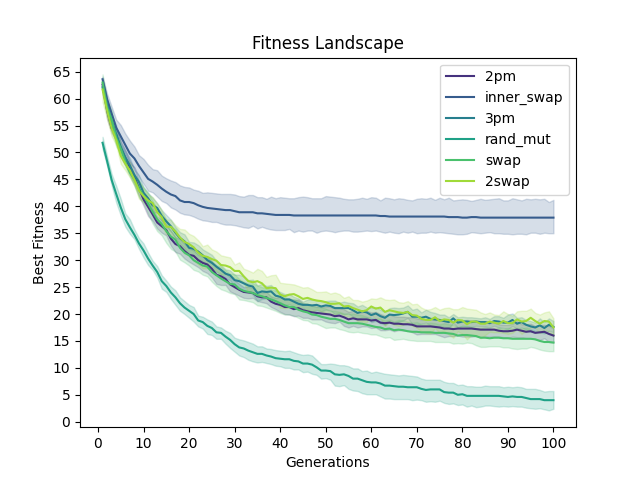 Fitness Landscape
Best Fitness
65
60
55
50
45
40
35
30
25
20
15
10
5
0
2pm
inner_swap
3pm
rand_mut
swap
2swap
0 10 20 30 40 50 60 70 80 90 100
Generations